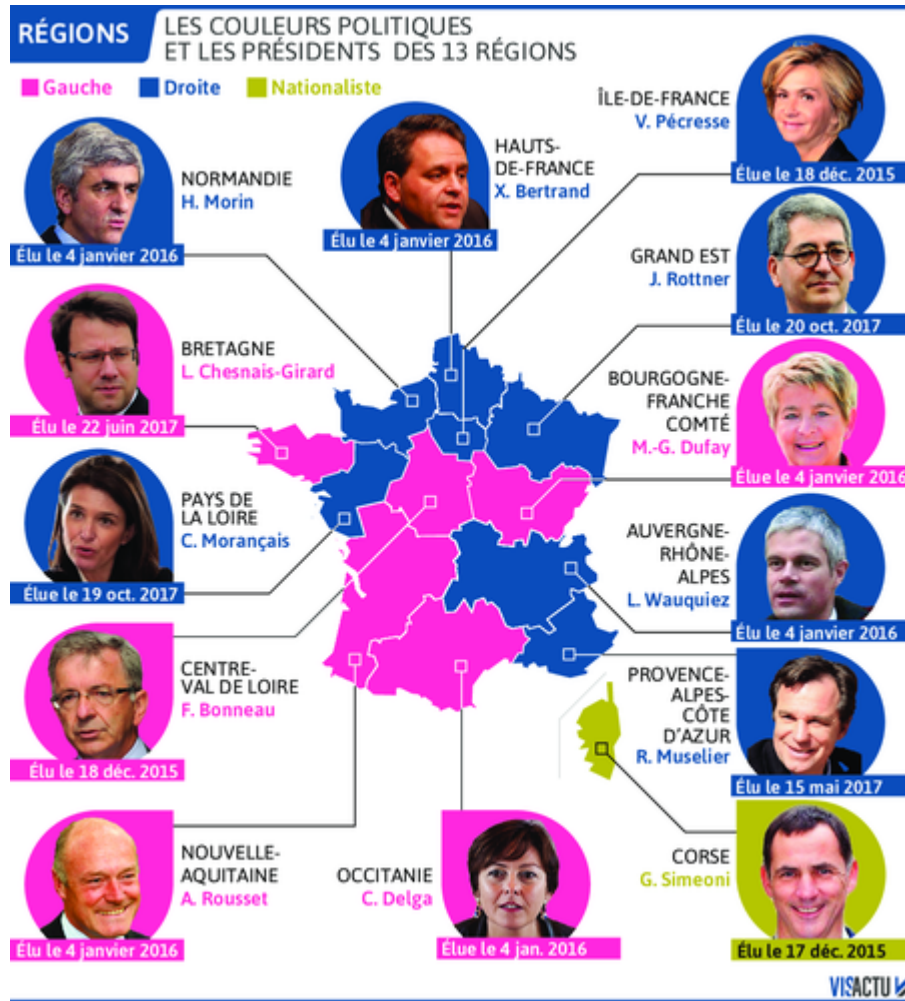 RÉGIONS
LES COULEURS POLITIQUES
ET LES PRÉSIDENTS DES 13 RÉGIONS
Gauche
Droite
Nationaliste
ÎLE-DE-FRANCE
V. Pécresse
Élue le 18 déc. 2015
HAUTS-
DE-FRANCE
X. Bertrand
Élu le 4 janvier 2016
NORMANDIE
H. Morin
Élu le 4 janvier 2016
GRAND EST
J. Rottner
Élu le 20 oct. 2017
BRETAGNE
L. Chesnais-Girard
Élu le 22 juin 2017
BOURGOGNE-
FRANCHE
COMTÉ
M.-G. Dufay
Élue le 4 janvier 2016
PAYS DE
LA LOIRE
C. Morançais
Élue le 19 oct. 2017
AUVERGNE-
RHÔNE-
ALPES
L. Wauquiez
Élu le 4 janvier 2016
CENTRE-
VAL DE LOIRE
F. Bonneau
Élu le 18 déc. 2015
PROVENCE-
ALPES-
CÔTE
D'AZUR
R. Muselier
Élu le 15 mai 2017
NOUVELLE-
AQUITAINE
A. Rousset
Élu le 4 janvier 2016
OCCITANIE
C. Delga
Élue le 4 jan. 2016
CORSE
G. Simeoni
Élu le 17 déc. 2015
VISACTU